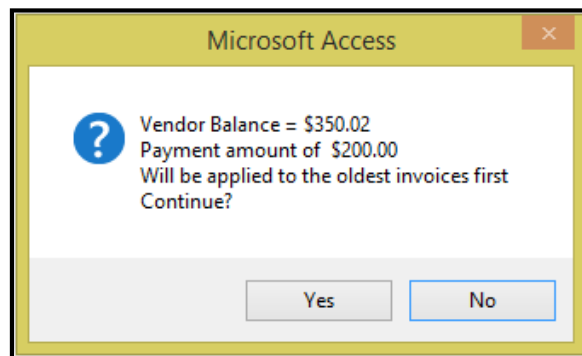 Microsoft Access
Vendor Balance = $350.02
Payment amount of  $200.00
Will be applied to the oldest invoices first
Continue?
Yes
No